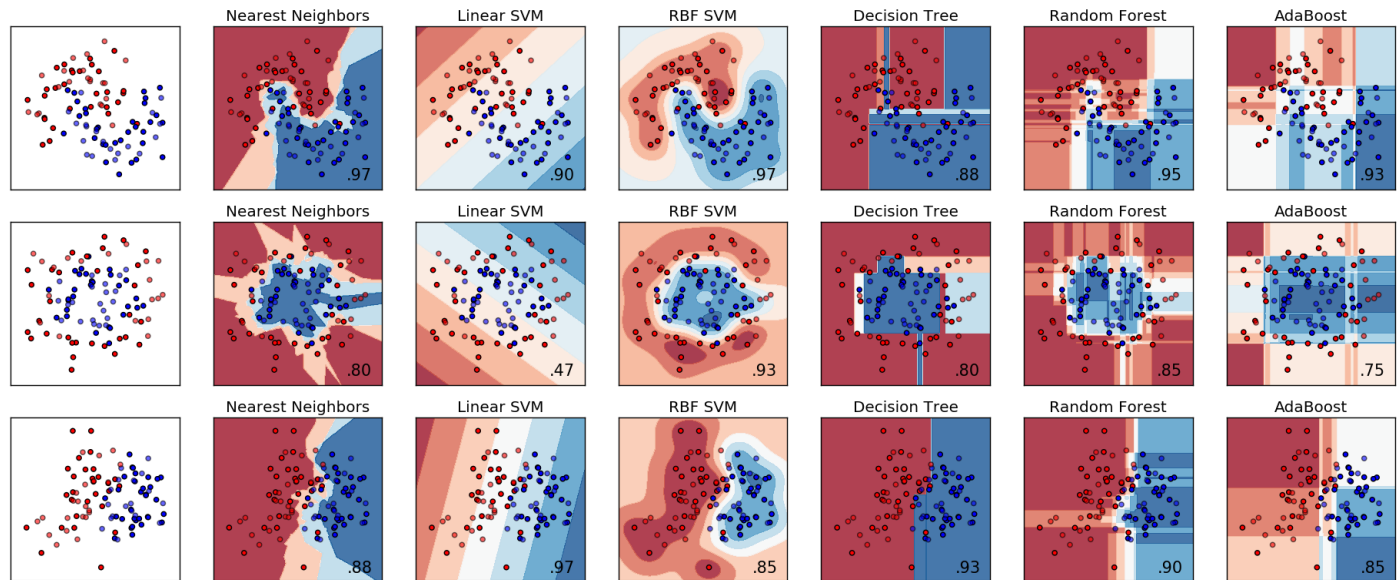 Nearest Neighbors Linear SVM RBF SVM Decision Tree Random Forest AdaBoost
.97 .90 .97 .88 .95 .93
Nearest Neighbors Linear SVM RBF SVM Decision Tree Random Forest AdaBoost
.80 .47 .93 .80 .85 .75
Nearest Neighbors Linear SVM RBF SVM Decision Tree Random Forest AdaBoost
.88 .97 .85 .93 .90 .85